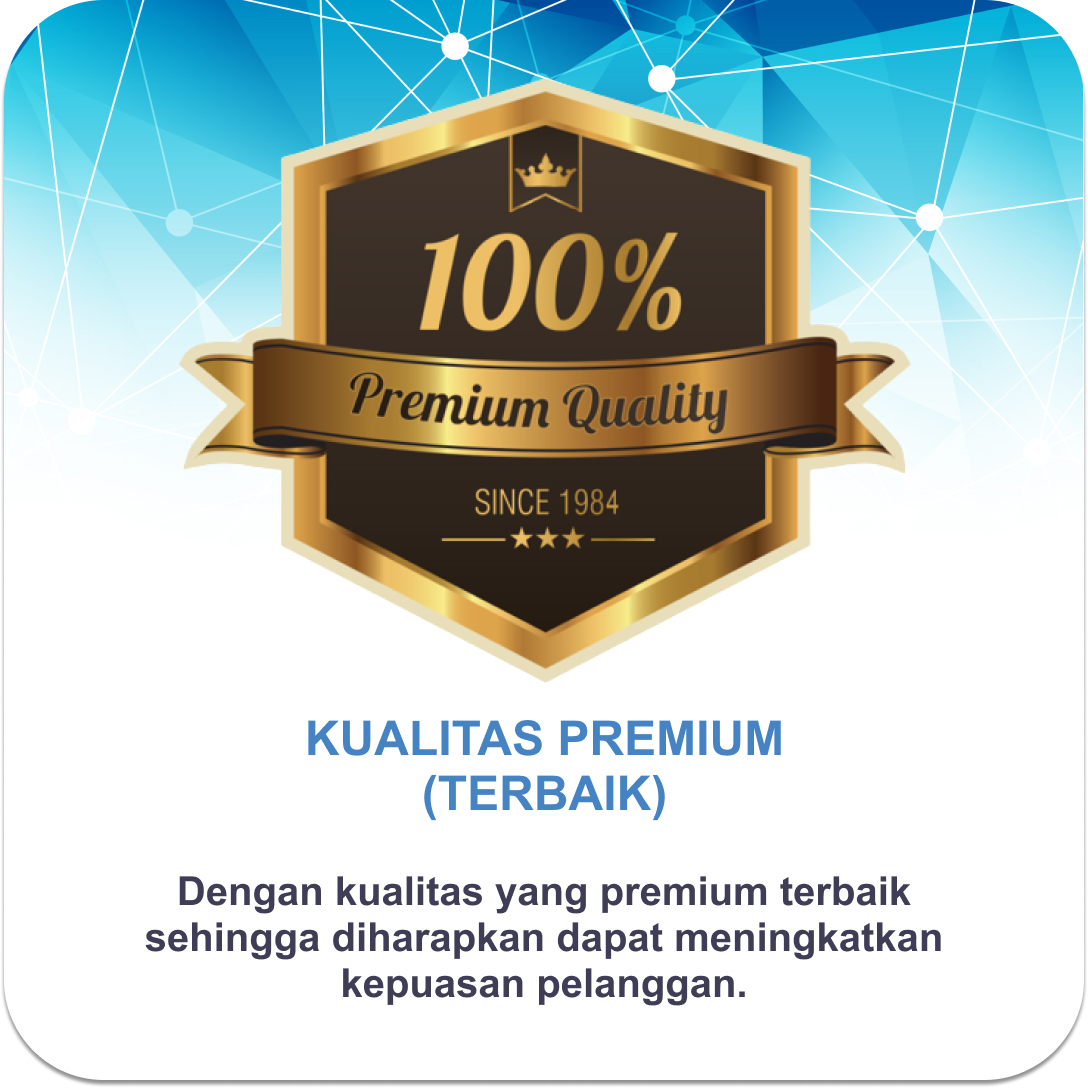 100%
Premium Quality
SINCE 1984
KUALITAS PREMIUM
(TERBAIK)
Dengan kualitas yang premium terbaik
sehingga diharapkan dapat meningkatkan
kepuasan pelanggan.